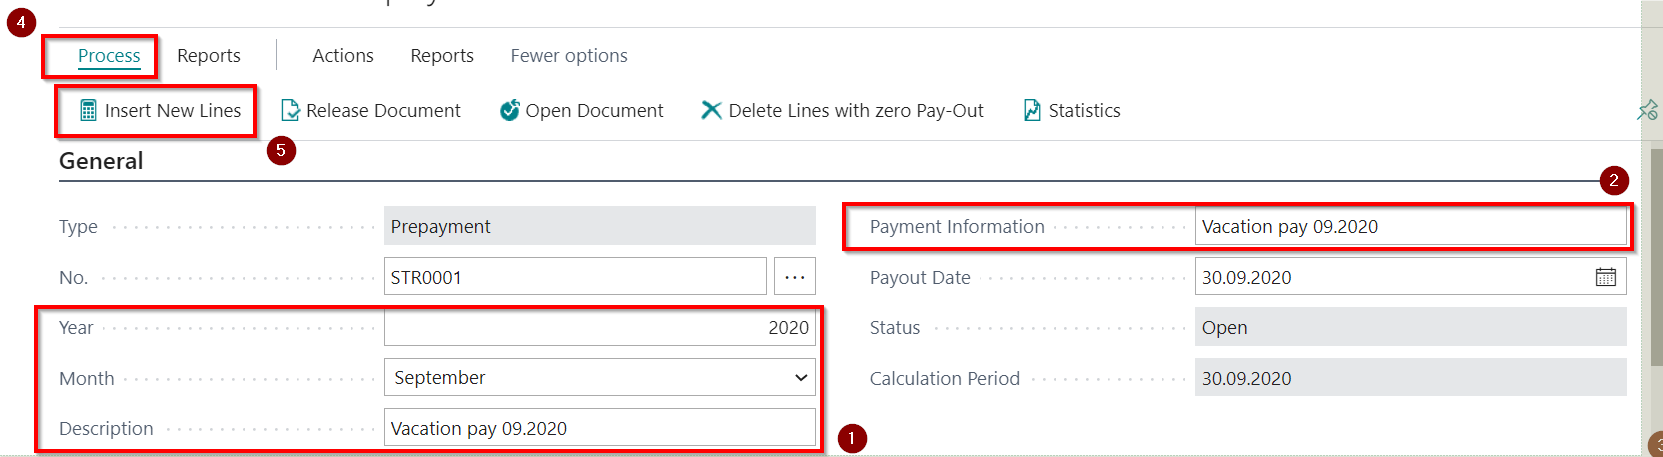 4
Process Reports Actions Reports Fewer options
Insert New Lines Release Document Open Document Delete Lines with zero Pay-Out Statistics
5
General
2
Type Prepayment Payment Information Vacation pay 09.2020
No. STR0001 ... Payout Date 30.09.2020
Year 2020 Status Open
Month September Calculation Period 30.09.2020
Description Vacation pay 09.2020
1